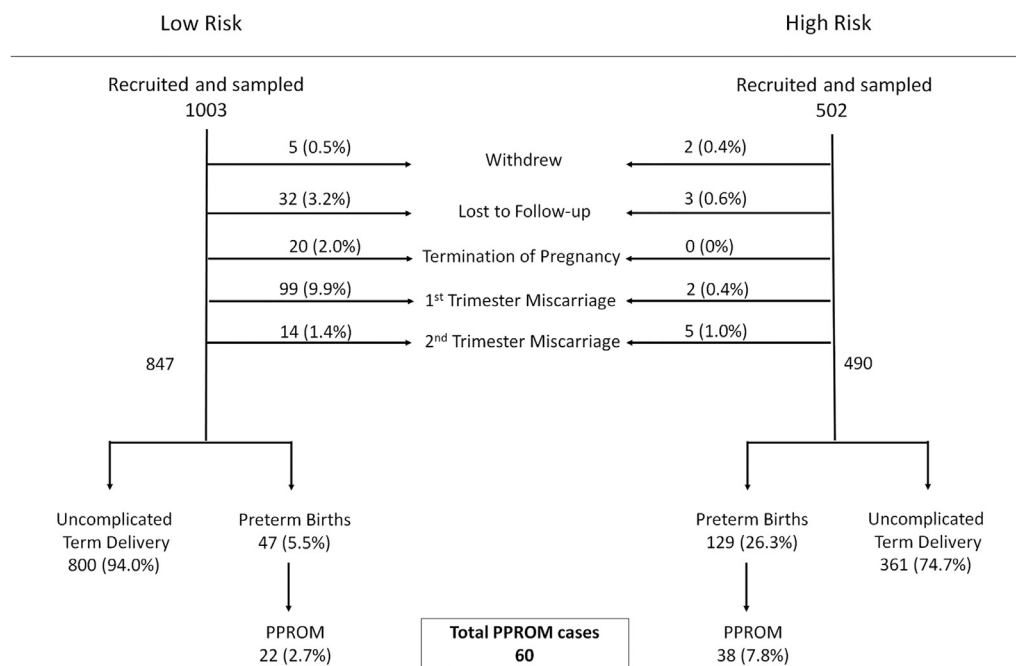 Low Risk
High Risk
Recruited and sampled
1003
Recruited and sampled
502
5 (0.5%)
Withdrew
2 (0.4%)
32 (3.2%)
Lost to Follow-up
3 (0.6%)
20 (2.0%)
Termination of Pregnancy
0 (0%)
99 (9.9%)
1st Trimester Miscarriage
2 (0.4%)
14 (1.4%)
2nd Trimester Miscarriage
5 (1.0%)
847
490
Uncomplicated
Term Delivery
800 (94.0%)
Preterm Births
47 (5.5%)
Preterm Births
129 (26.3%)
Uncomplicated
Term Delivery
361 (74.7%)
PPROM
22 (2.7%)
Total PPROM cases
60
PPROM
38 (7.8%)